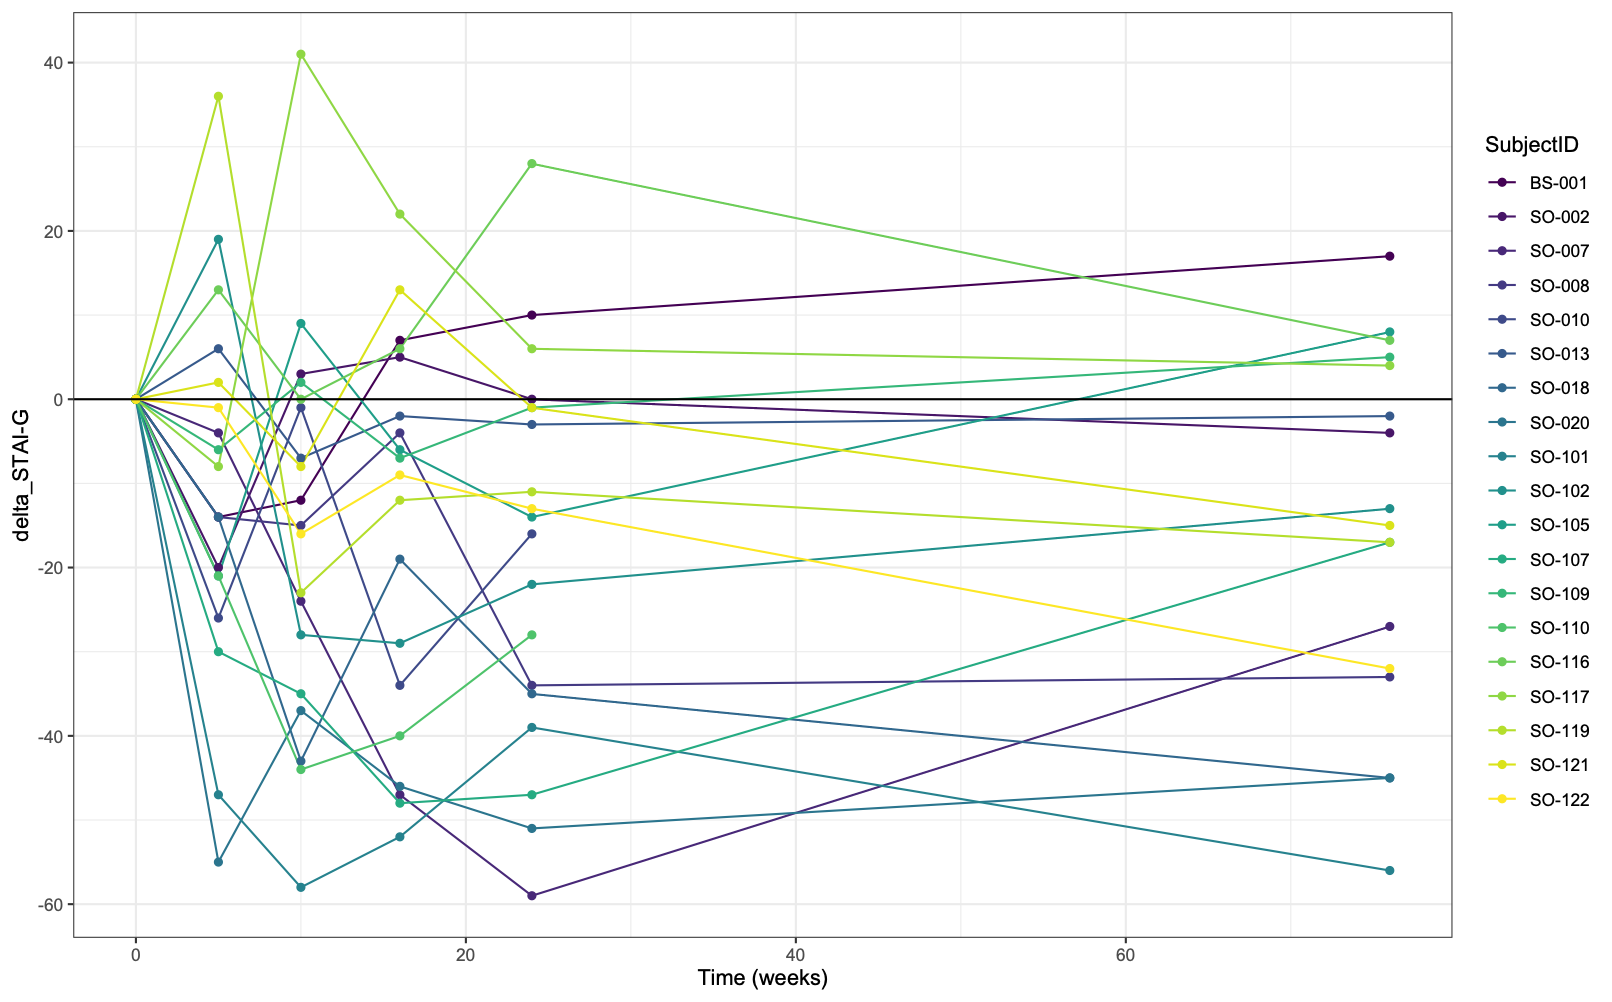 delta_STAI-G
40
20
0
-20
-40
-60
0
20
40
60
Time (weeks)
SubjectID
BS-001
SO-002
SO-007
SO-008
SO-010
SO-013
SO-018
SO-020
SO-101
SO-102
SO-105
SO-107
SO-109
SO-110
SO-116
SO-117
SO-119
SO-121
SO-122